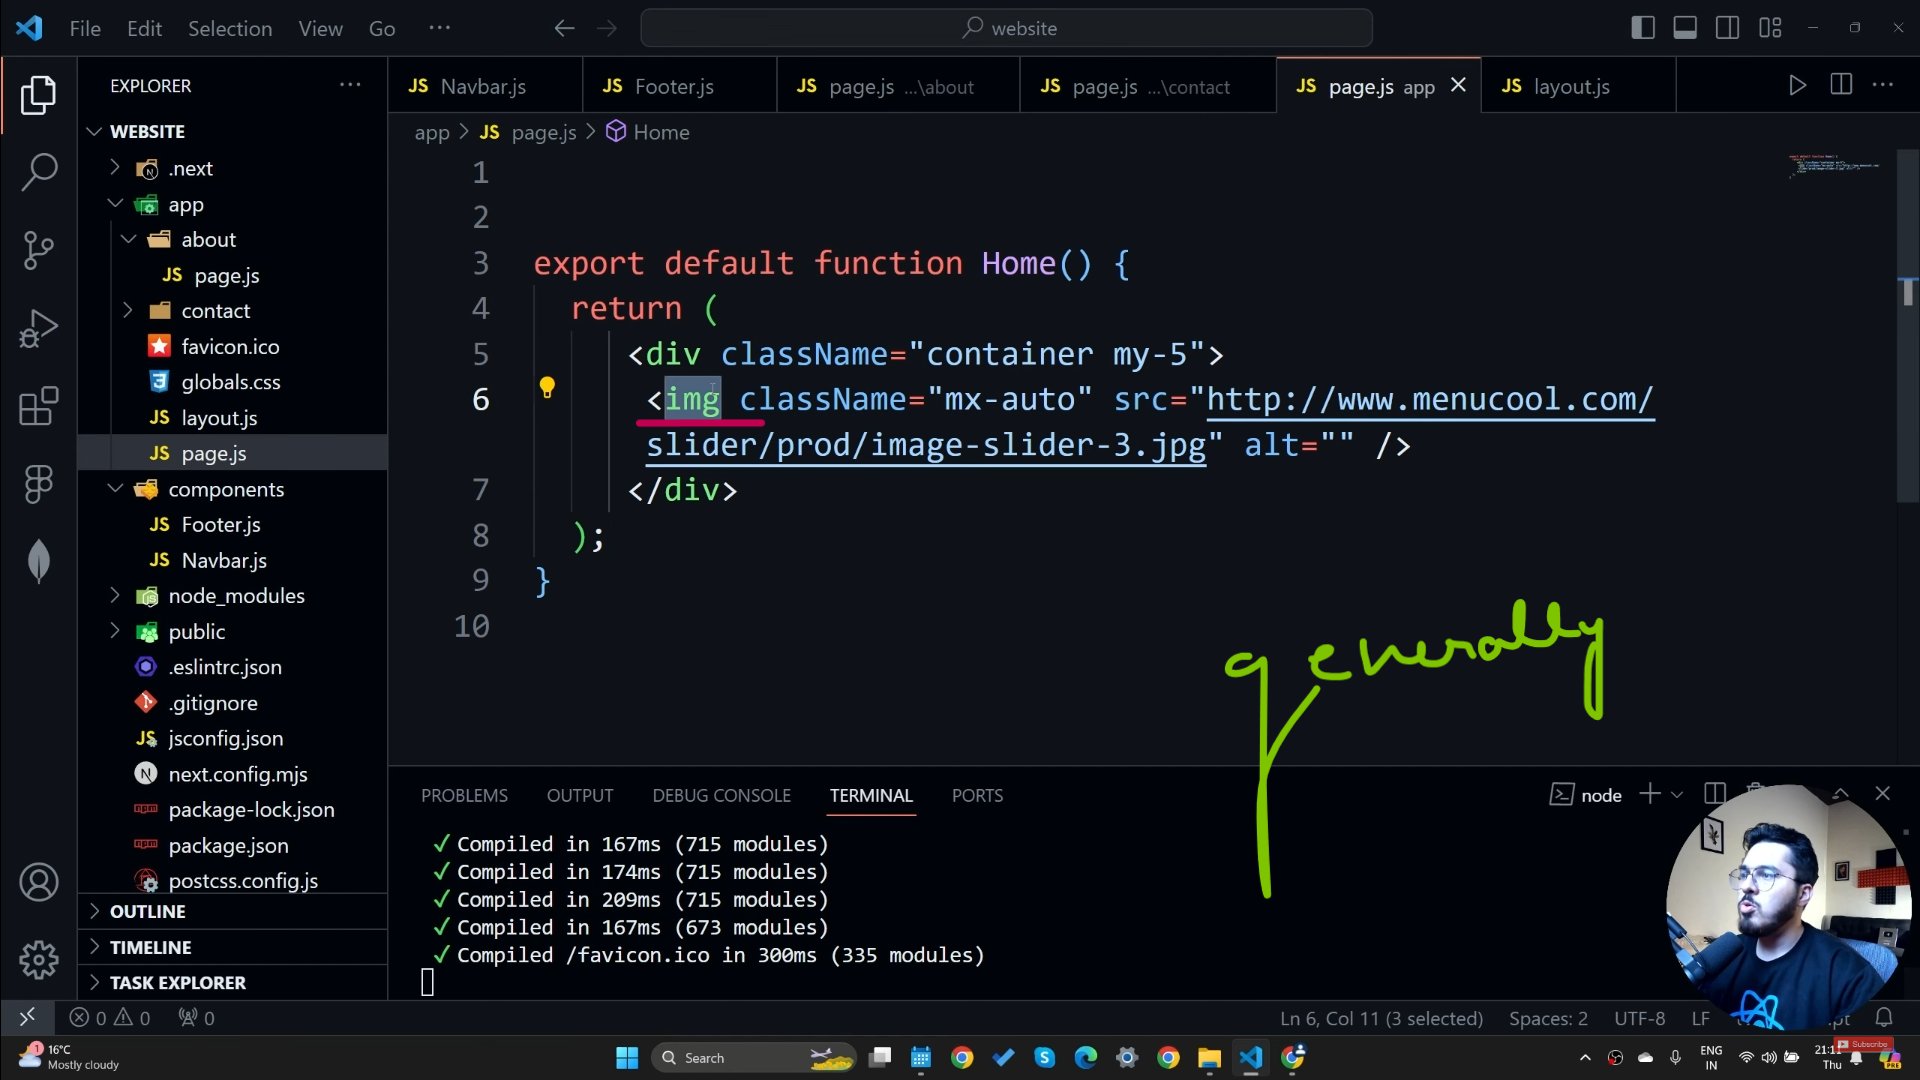 File Edit Selection View Go ··· website
EXPLORER ···
WEBSITE
.next
app
about
page.js
contact
favicon.ico
globals.css
layout.js
page.js
components
Footer.js
Navbar.js
node_modules
public
.eslintrc.json
.gitignore
jsconfig.json
next.config.mjs
package-lock.json
package.json
postcss.config.js
OUTLINE
TIMELINE
TASK EXPLORER
JS Navbar.js JS Footer.js JS page.js ...\about JS page.js ...\contact JS page.js app JS layout.js
app > JS page.js > Home
1
2
3 export default function Home() {
4 return (
5 <div className="container my-5">
6 <img className="mx-auto" src="http://www.menucool.com/
slider/prod/image-slider-3.jpg" alt="" />
7 </div>
8 );
9 }
10
generally
PROBLEMS OUTPUT DEBUG CONSOLE TERMINAL PORTS node
✓ Compiled in 167ms (715 modules)
✓ Compiled in 174ms (715 modules)
✓ Compiled in 209ms (715 modules)
✓ Compiled in 167ms (673 modules)
✓ Compiled /favicon.ico in 300ms (335 modules)
0 0 0 Ln 6, Col 11 (3 selected) Spaces: 2 UTF-8 LF
Subscribe
16°C
Mostly cloudy
Search
ENG
IN
Thu